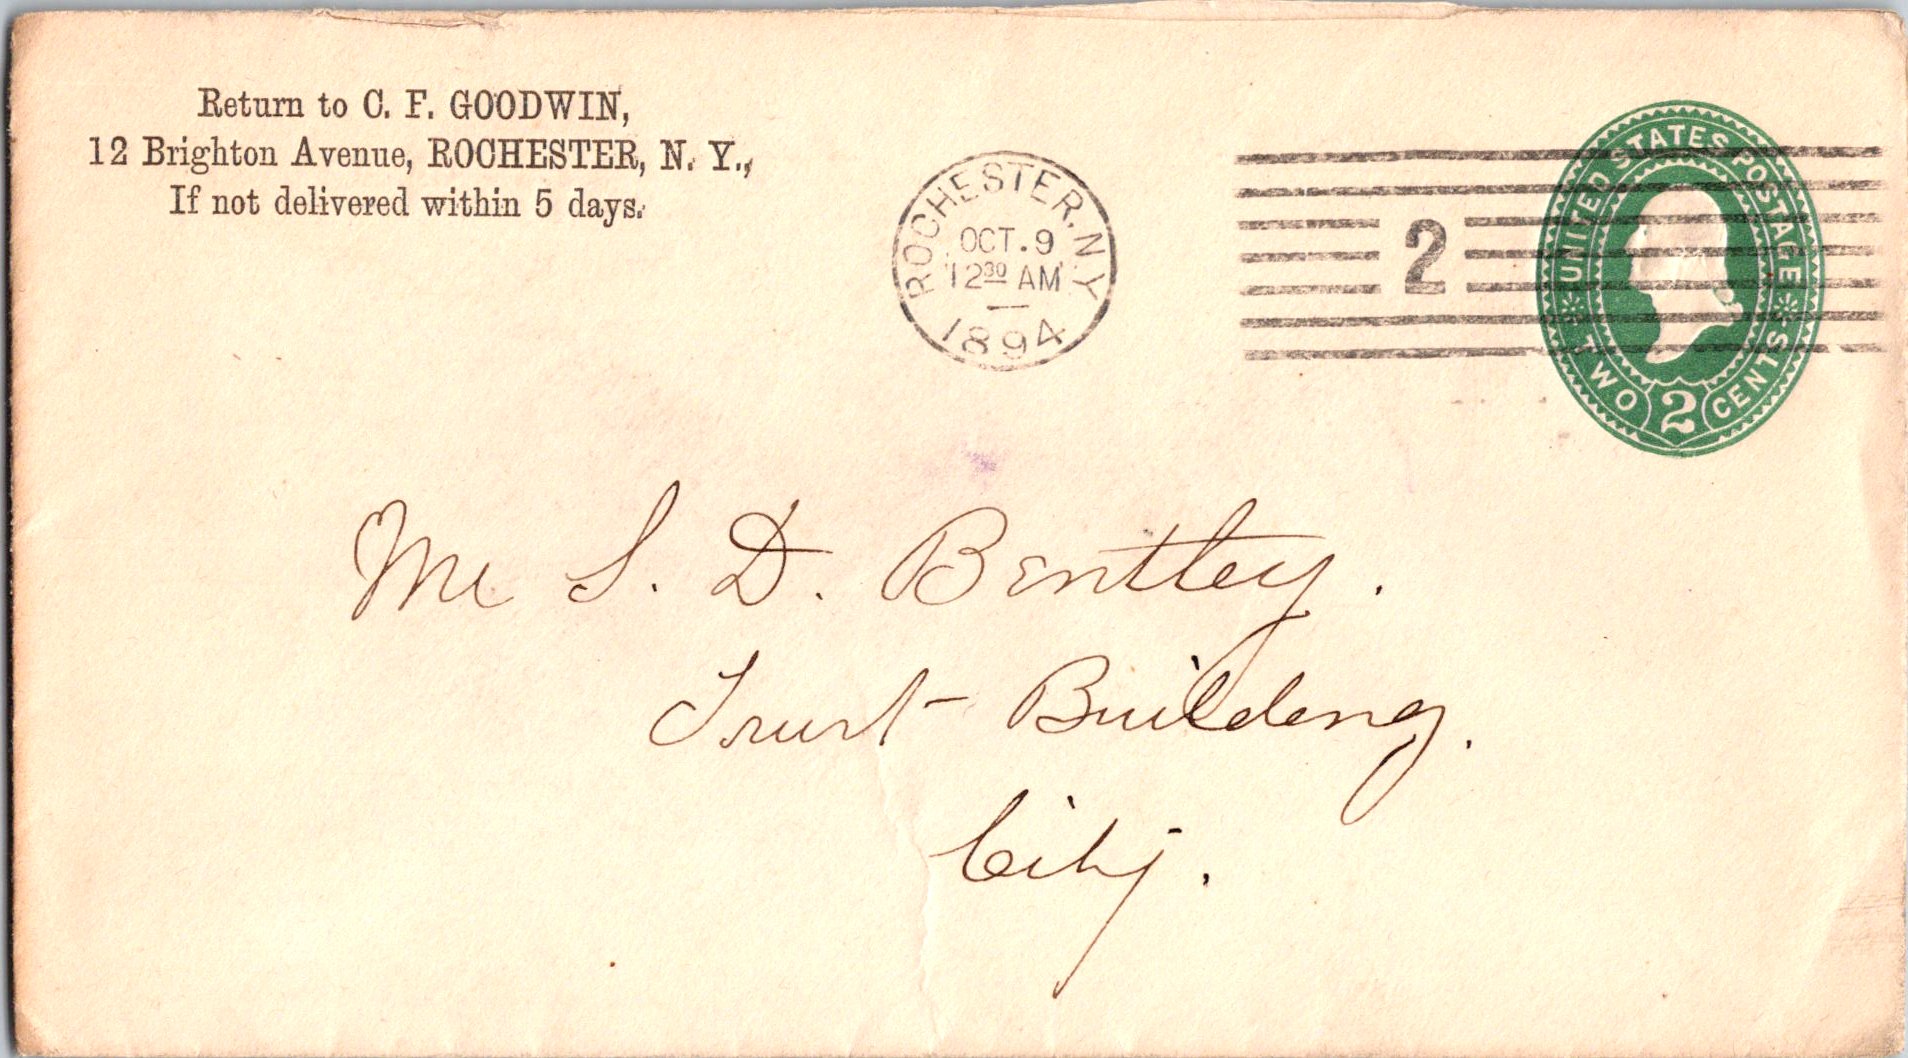 Return to C. F. GOODWIN,
12 Brighton Avenue, ROCHESTER, N. Y.,
If not delivered within 5 days.
ROCHESTER, N.Y.
OCT. 9
12 30 AM
1894
2
UNITED STATES POSTAGE
TWO 2 CENTS
Mr S. D. Bentley.
Trust Building.
City.